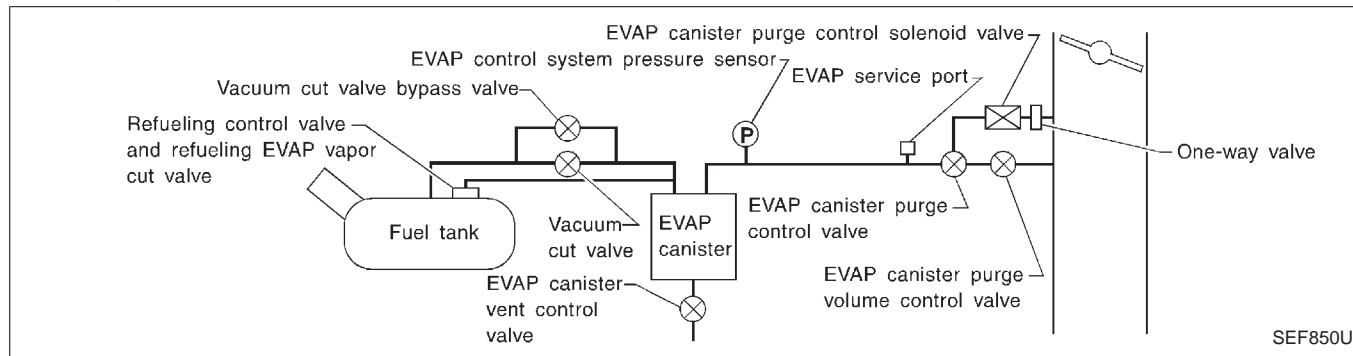 EVAP canister purge control solenoid valve
EVAP control system pressure sensor
EVAP service port
Vacuum cut valve bypass valve
Refueling control valve
and refueling EVAP vapor
cut valve
P
One-way valve
Fuel tank
Vacuum
cut valve
EVAP
canister
EVAP canister purge
control valve
EVAP canister
vent control
valve
EVAP canister purge
volume control valve
SEF850U